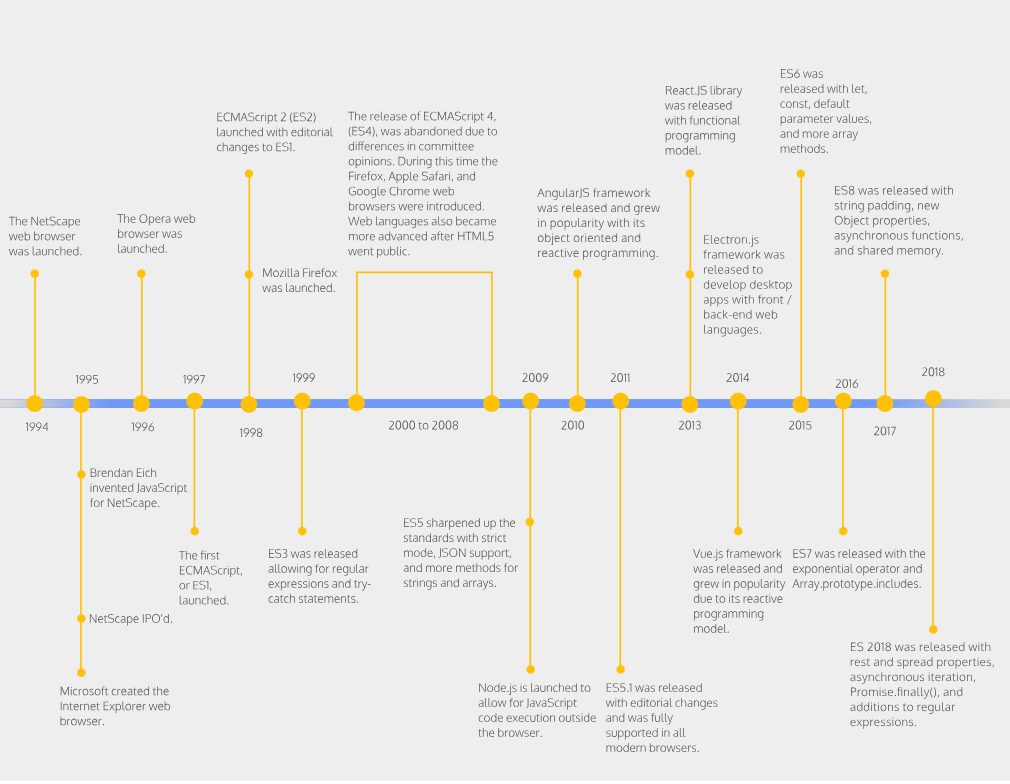 The NetScape
web browser
was launched.
1994
1995
Brendan Eich
invented JavaScript
for NetScape.
NetScape IPO'd.
Microsoft created the
Internet Explorer web
browser.
The Opera web
browser was
launched.
1996
1997
The first
ECMAScript,
or ES1,
launched.
ECMAScript 2 (ES2)
launched with editorial
changes to ES1.
Mozilla Firefox
was launched.
1998
1999
ES3 was released
allowing for regular
expressions and try-
catch statements.
The release of ECMAScript 4,
(ES4), was abandoned due to
differences in committee
opinions. During this time the
Firefox, Apple Safari, and
Google Chrome web
browsers were introduced.
Web languages also became
more advanced after HTML5
went public.
2000 to 2008
2009
ES5 sharpened up the
standards with strict
mode, JSON support,
and more methods for
strings and arrays.
Node.js is launched to
allow for JavaScript
code execution outside
the browser.
AngularJS framework
was released and grew
in popularity with its
object oriented and
reactive programming.
2010
2011
ES5.1 was released
with editorial changes
and was fully
supported in all
modern browsers.
React.JS library
was released
with functional
programming
model.
Electron.js
framework was
released to
develop desktop
apps with front /
back-end web
languages.
2013
2014
Vue.js framework
was released and
grew in popularity
due to its reactive
programming
model.
ES6 was
released with let,
const, default
parameter values,
and more array
methods.
2015
2016
ES7 was released with the
exponential operator and
Array.prototype.includes.
ES8 was released with
string padding, new
Object properties,
asynchronous functions,
and shared memory.
2017
2018
ES 2018 was released with
rest and spread properties,
asynchronous iteration,
Promise.finally(), and
additions to regular
expressions.